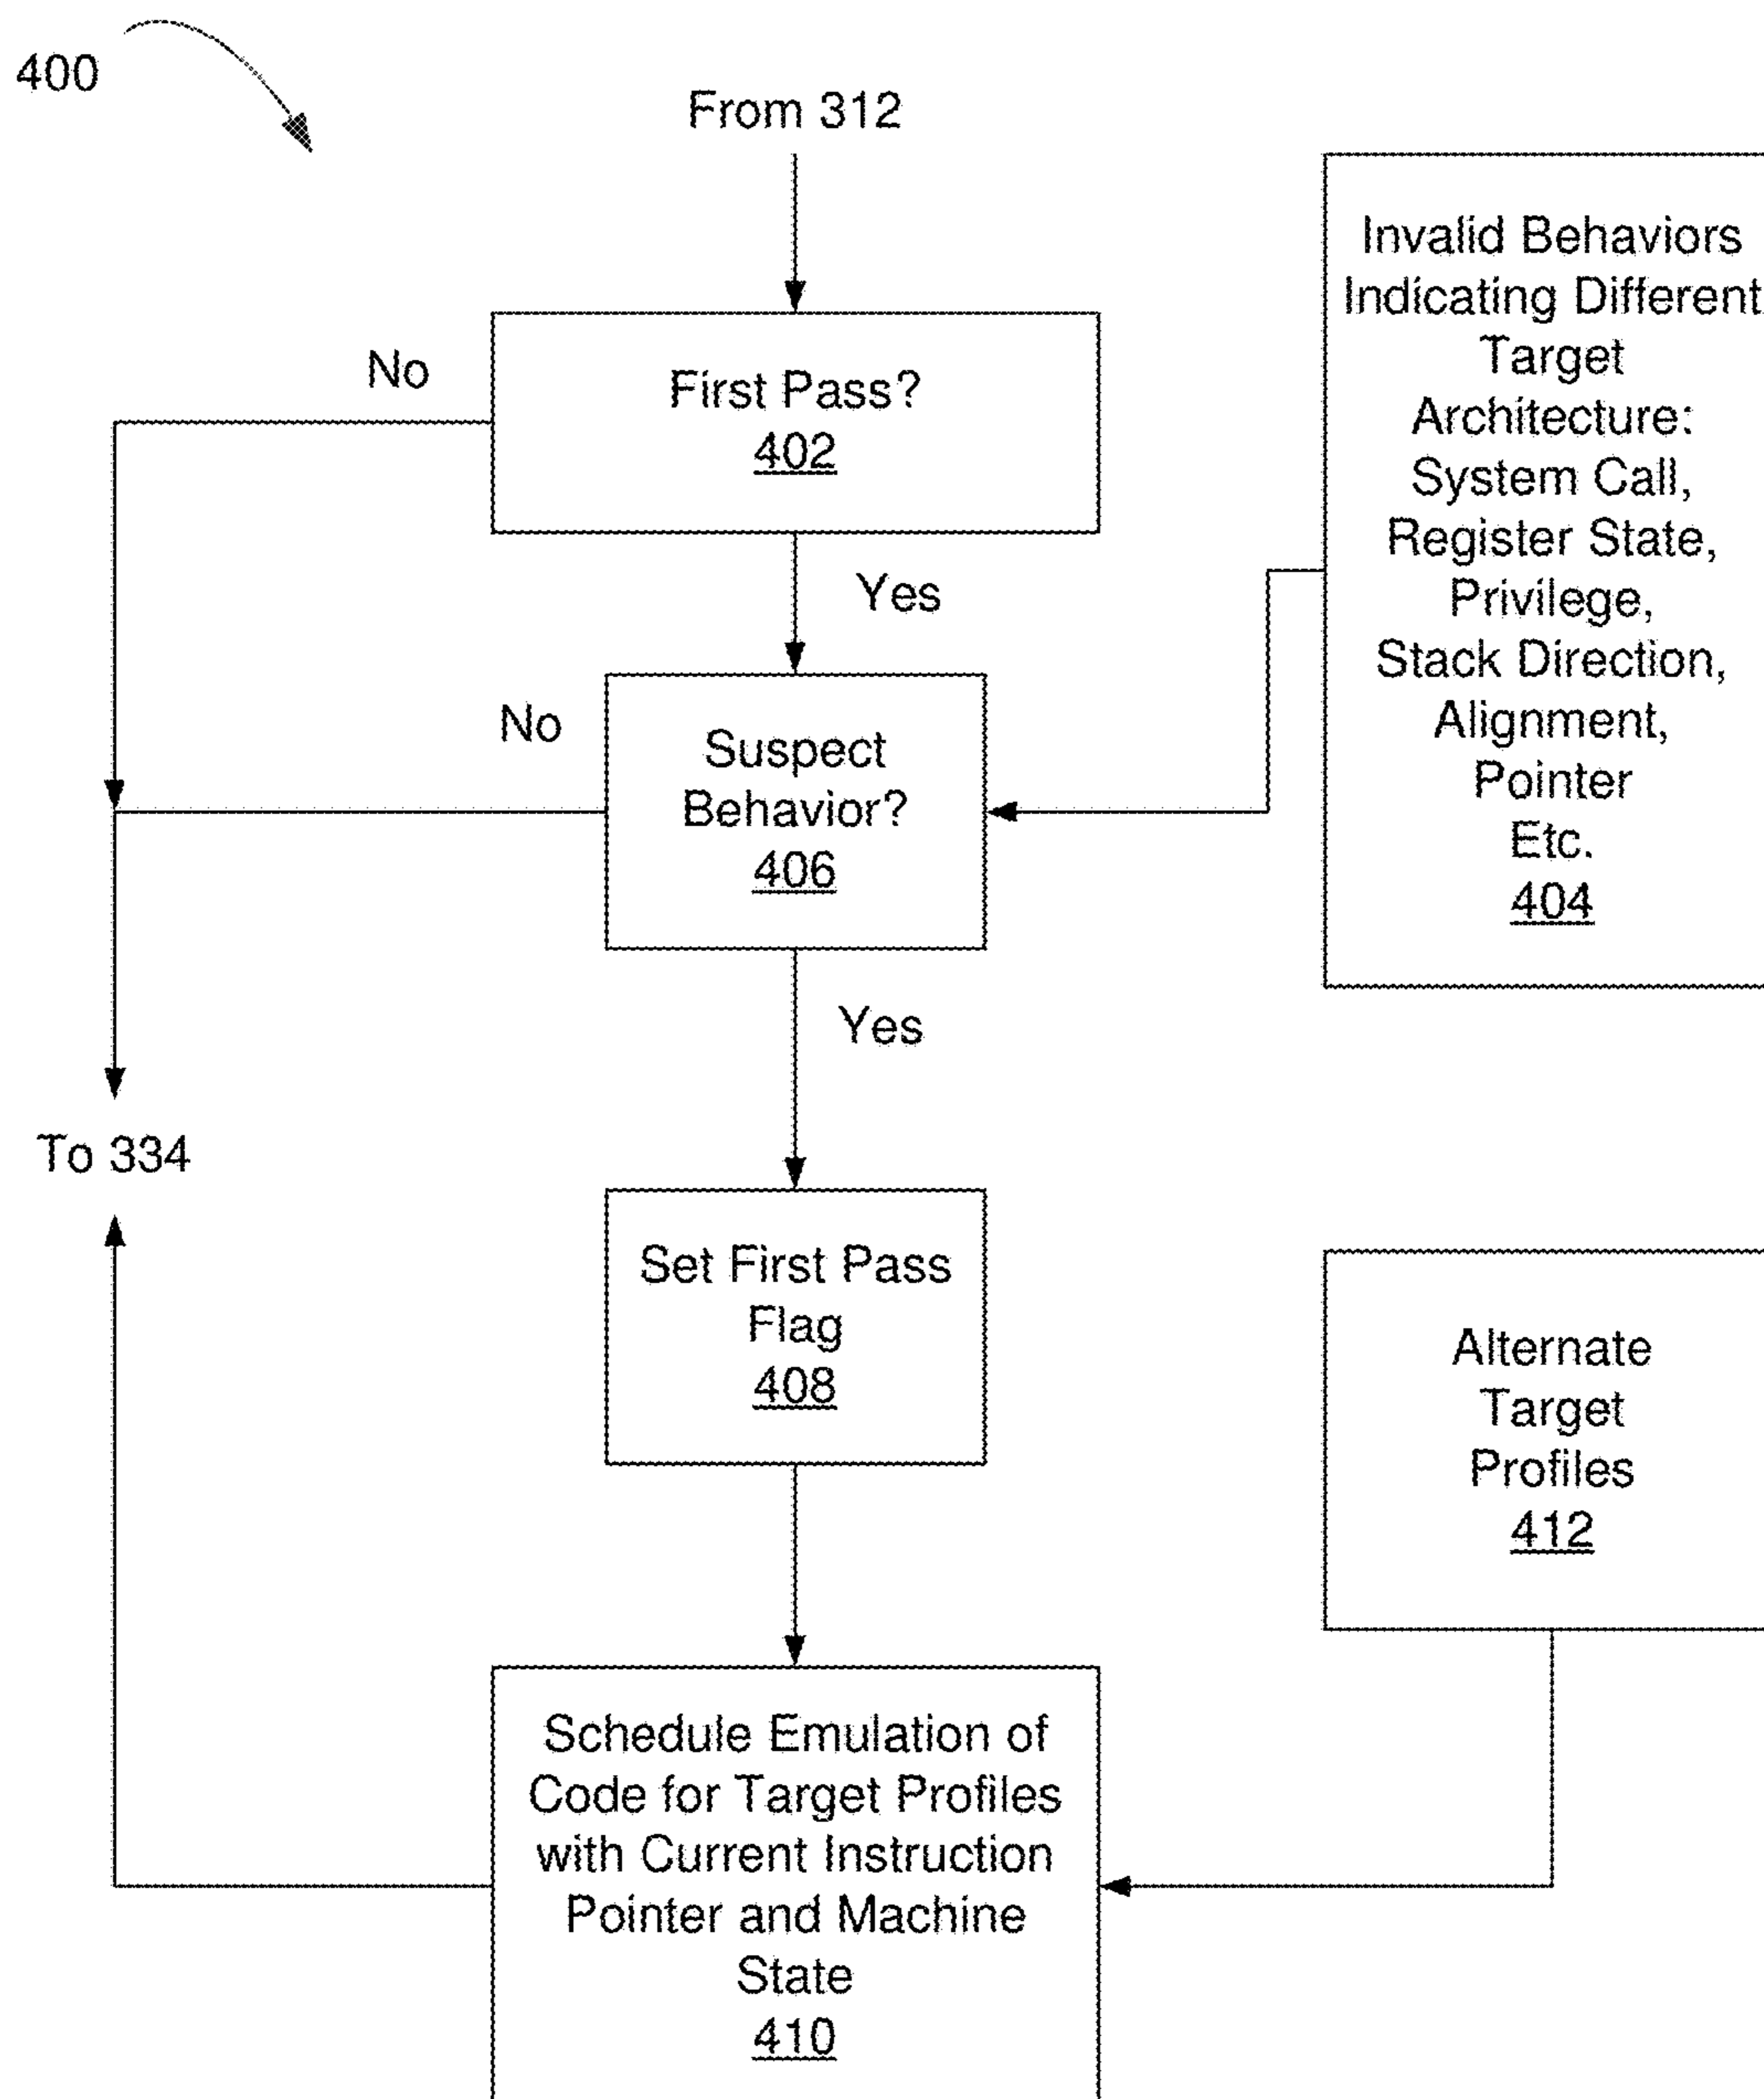 400
From 312
No
First Pass?
402
Yes
Invalid Behaviors
Indicating Different
Target
Architecture:
System Call,
Register State,
Privilege,
Stack Direction,
Alignment,
Pointer
Etc.
404
No
Suspect
Behavior?
406
Yes
To 334
Set First Pass
Flag
408
Alternate
Target
Profiles
412
Schedule Emulation of
Code for Target Profiles
with Current Instruction
Pointer and Machine
State
410